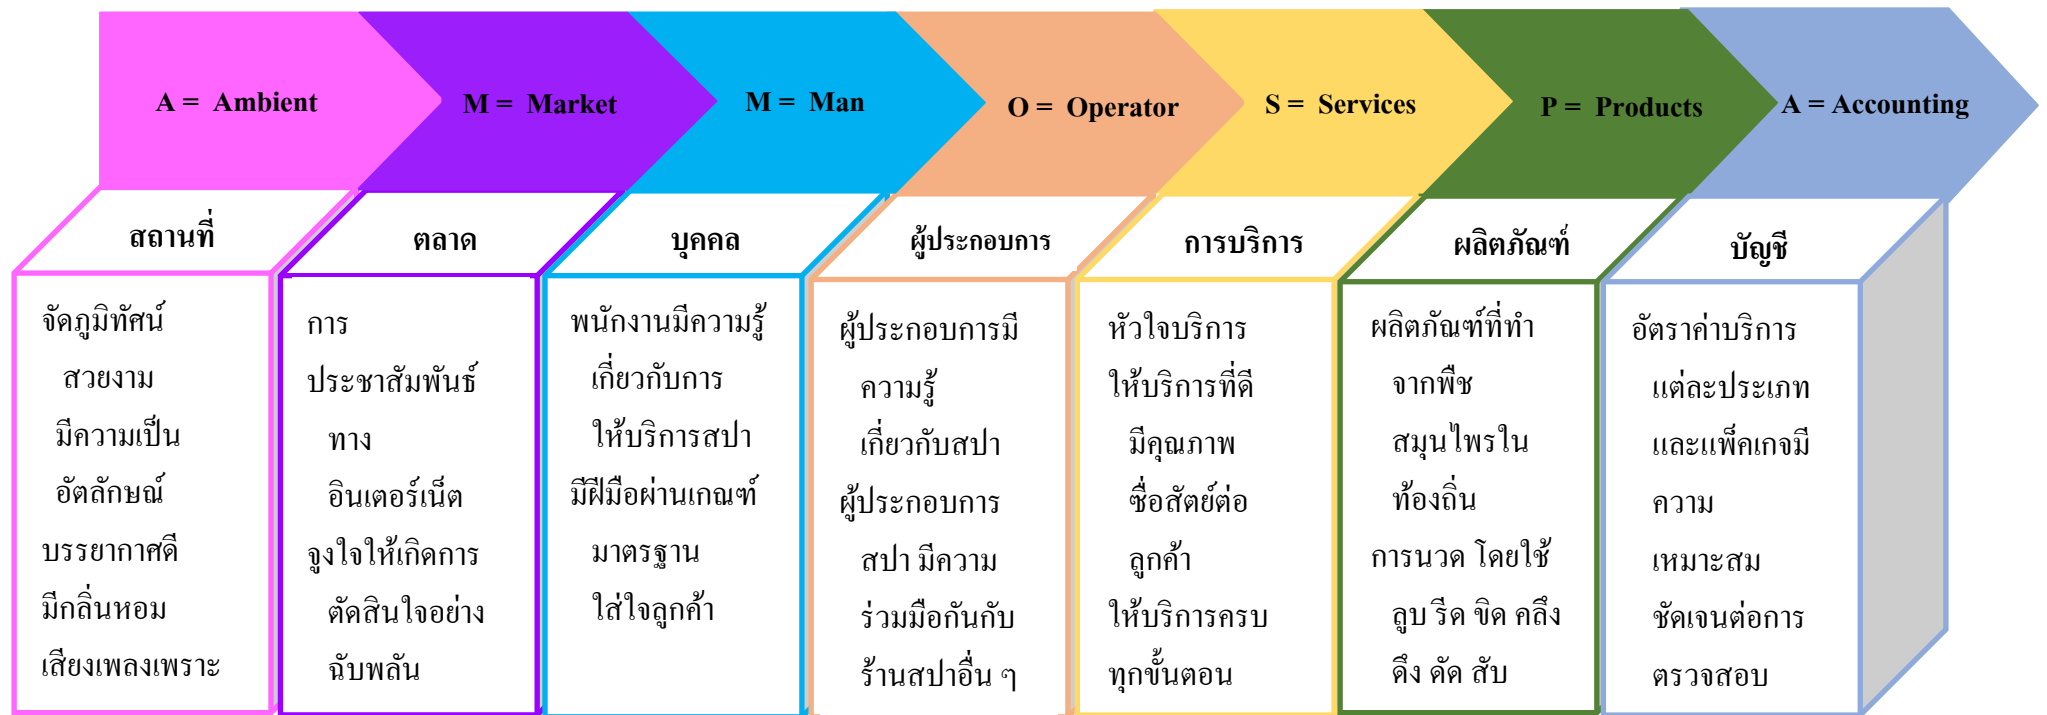 A = Ambient
M = Market
M = Man
O = Operator
S = Services
P = Products
A = Accounting
สถานที่
ตลาด
บุคคล
ผู้ประกอบการ
การบริการ
ผลิตภัณฑ์
บัญชี
จัดภูมิทัศน์
สวยงาม
มีความเป็น
อัตลักษณ์
บรรยากาศดี
มีกลิ่นหอม
เสียงเพลงเพราะ
การ
ประชาสัมพันธ์
ทาง
อินเตอร์เน็ต
จูงใจให้เกิดการ
ตัดสินใจอย่าง
ฉับพลัน
พนักงานมีความรู้
เกี่ยวกับการ
ให้บริการสปา
มีฝีมือผ่านเกณฑ์
มาตรฐาน
ใส่ใจลูกค้า
ผู้ประกอบการมี
ความรู้
เกี่ยวกับสปา
ผู้ประกอบการ
สปา มีความ
ร่วมมือกันกับ
ร้านสปาอื่น ๆ
หัวใจบริการ
ให้บริการที่ดี
มีคุณภาพ
ซื่อสัตย์ต่อ
ลูกค้า
ให้บริการครบ
ทุกขั้นตอน
ผลิตภัณฑ์ที่ทำ
จากพืช
สมุนไพรใน
ท้องถิ่น
การนวด โดยใช้
ลูบ รีด ขิด คลึง
ดึง ดัด สับ
อัตราค่าบริการ
แต่ละประเภท
และแพ็คเกจมี
ความ
เหมาะสม
ชัดเจนต่อการ
ตรวจสอบ